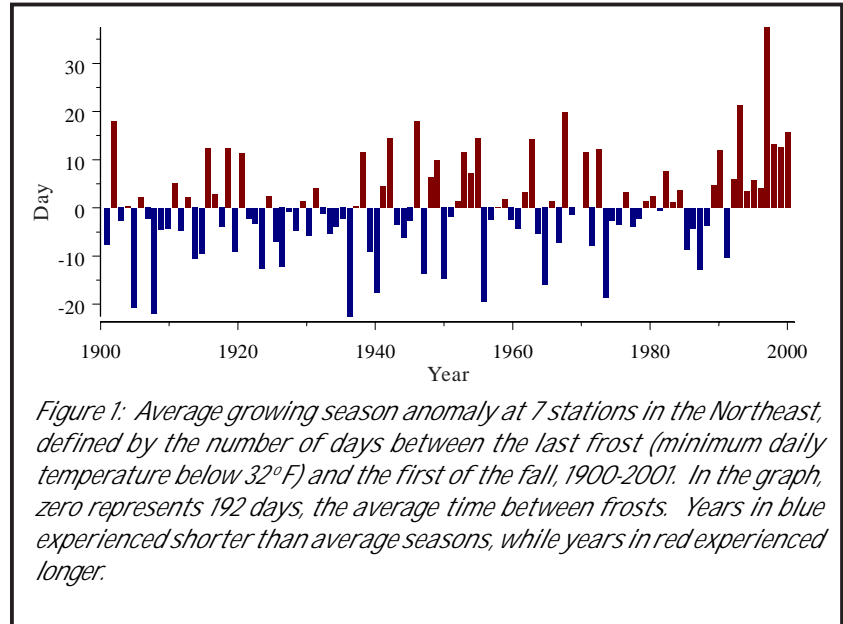 30
20
10
0
-10
-20
Day
1900 1920 1940 1960 1980 2000
Year
Figure 1: Average growing season anomaly at 7 stations in the Northeast,
defined by the number of days between the last frost (minimum daily
temperature below 32° F) and the first of the fall, 1900-2001. In the graph,
zero represents 192 days, the average time between frosts. Years in blue
experienced shorter than average seasons, while years in red experienced
longer.